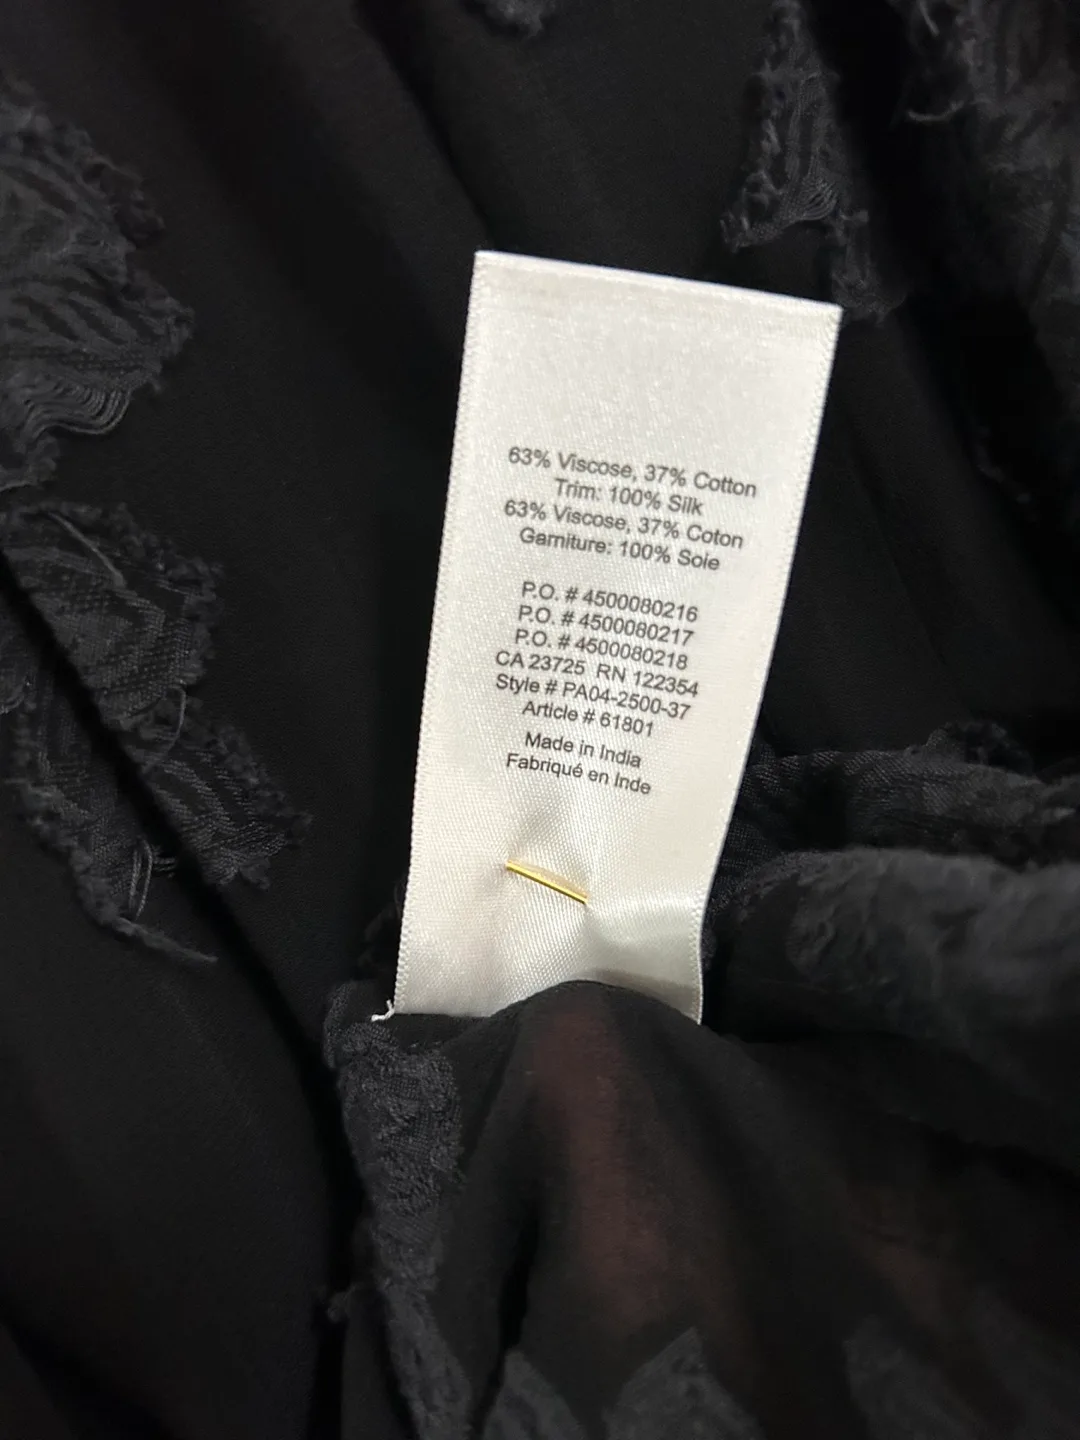 63% Viscose, 37% Cotton
Trim: 100% Silk
63% Viscose, 37% Coton
Garniture: 100% Soie
P.O. # 4500080216
P.O. # 4500080217
P.O. # 4500080218
CA 23725 RN 122354
Style # PA04-2500-37
Article # 61801
Made in India
Fabriqué en Inde